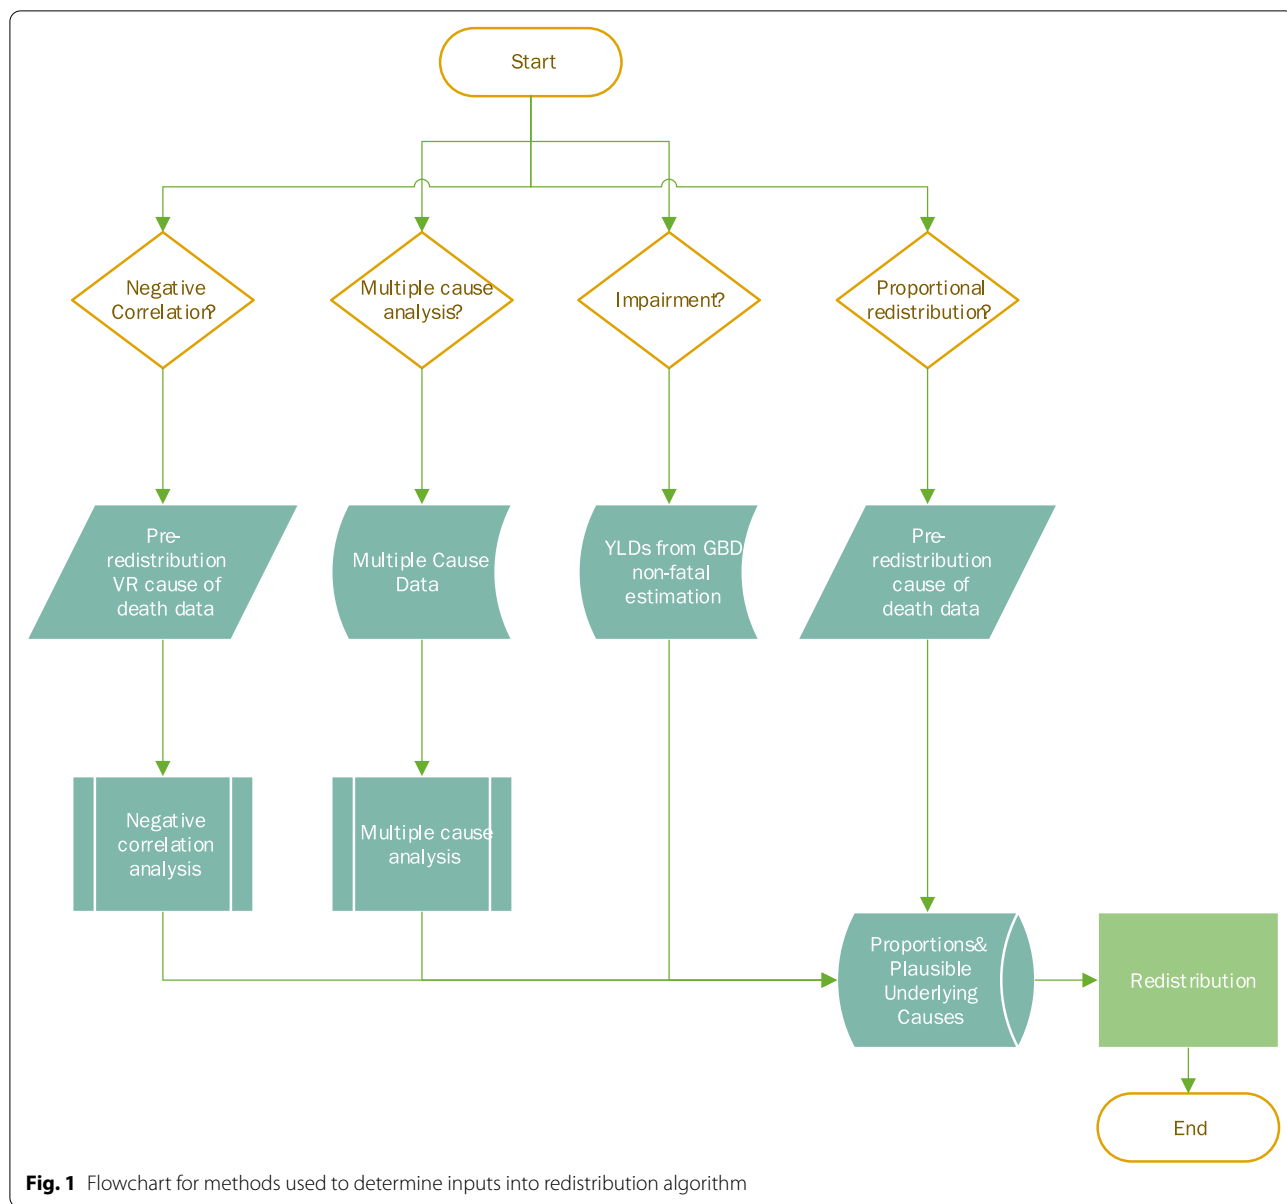 Start
Negative
Correlation?
Multiple cause
analysis?
Impairment?
Proportional
redistribution?
Pre-
redistribution
VR cause of
death data
Multiple Cause
Data
YLDs from GBD
non-fatal
estimation
Pre-
redistribution
cause of
death data
Negative
correlation
analysis
Multiple cause
analysis
Proportions&
Plausible
Underlying
Causes
Redistribution
End
Fig. 1 Flowchart for methods used to determine inputs into redistribution algorithm